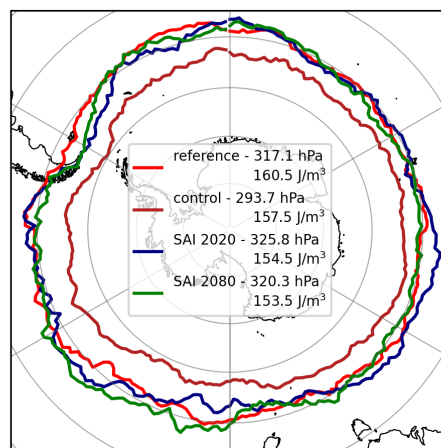 reference - 317.1 hPa
160.5 J/m³
control - 293.7 hPa
157.5 J/m³
SAI 2020 - 325.8 hPa
154.5 J/m³
SAI 2080 - 320.3 hPa
153.5 J/m³